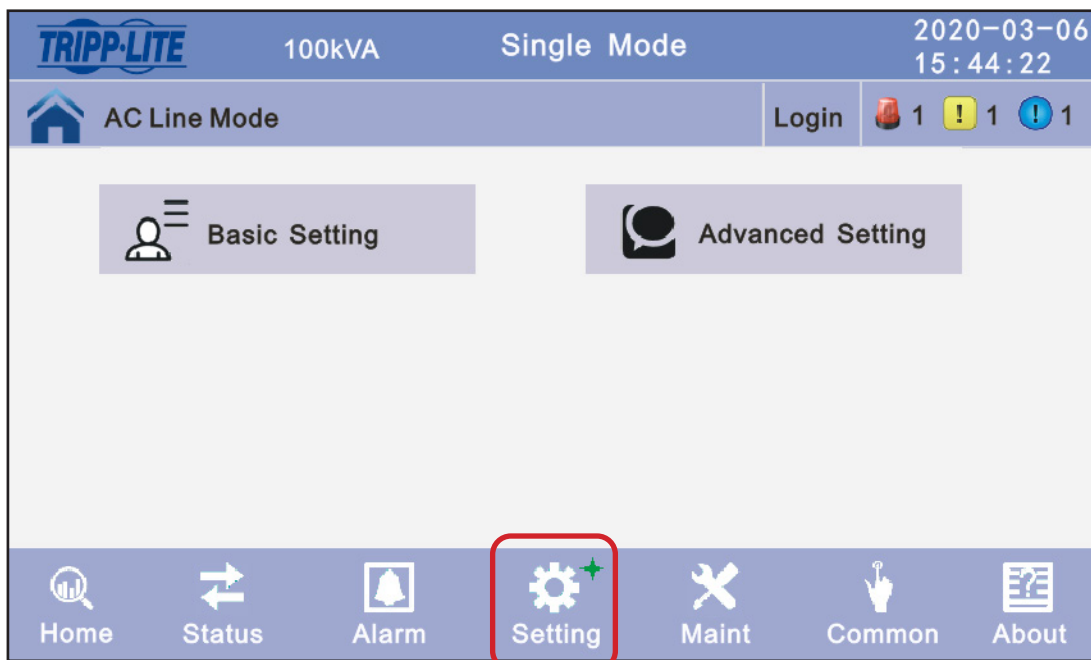 TRIPP·LITE 100kVA Single Mode 2020-03-06
15:44:22
AC Line Mode Login 1 ! 1 ! 1
Basic Setting Advanced Setting
?
Home Status Alarm Setting Maint Common About